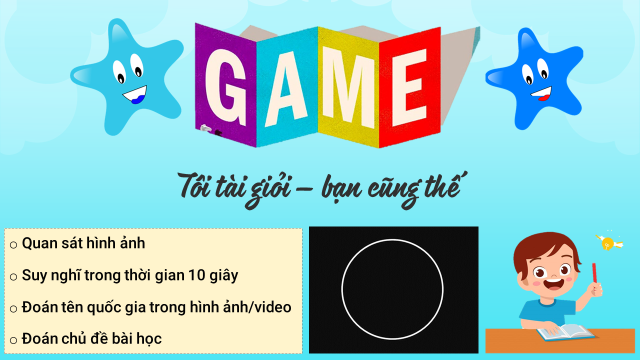 GAME
Tôi tài giỏi – bạn cũng thế
o Quan sát hình ảnh
o Suy nghĩ trong thời gian 10 giây
o Đoán tên quốc gia trong hình ảnh/video
o Đoán chủ đề bài học